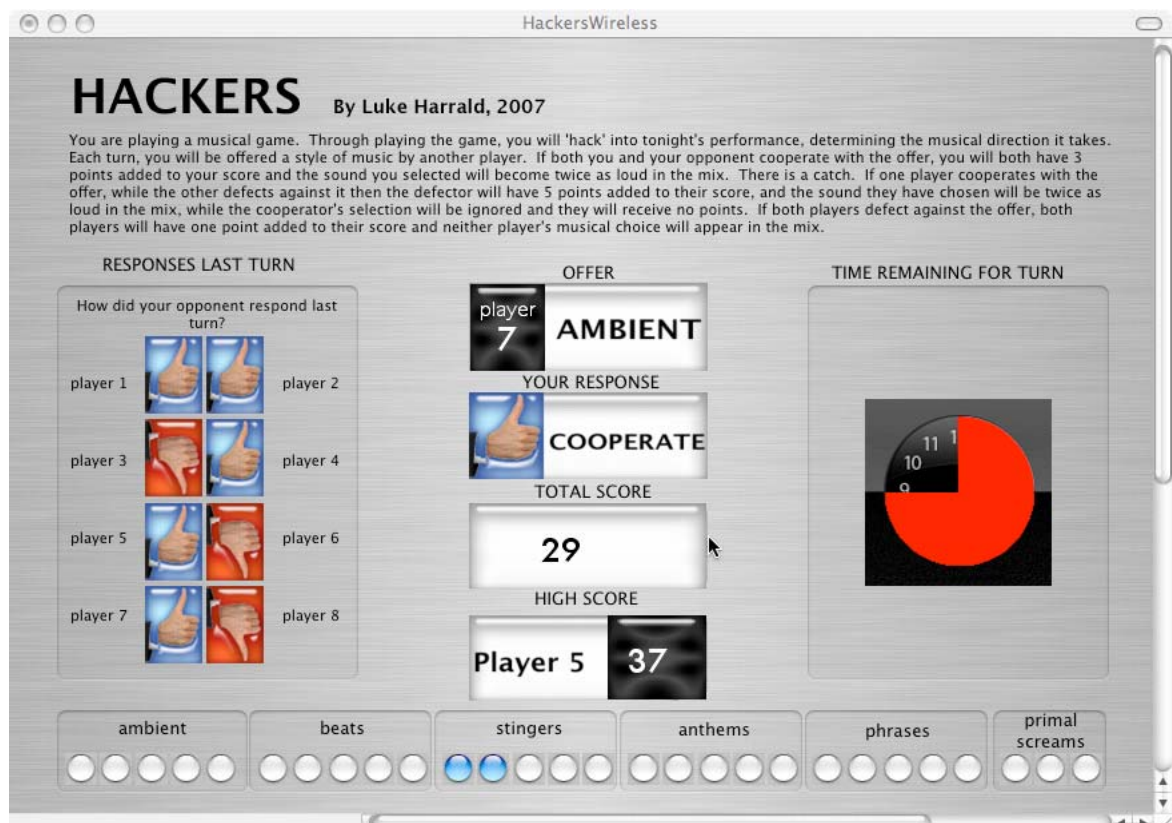 HackersWireless
HACKERS By Luke Harrald, 2007
You are playing a musical game. Through playing the game, you will 'hack' into tonight's performance, determining the musical direction it takes.
Each turn, you will be offered a style of music by another player. If both you and your opponent cooperate with the offer, you will both have 3
points added to your score and the sound you selected will become twice as loud in the mix. There is a catch. If one player cooperates with the
offer, while the other defects against it then the defector will have 5 points added to their score, and the sound they have chosen will be twice as
loud in the mix, while the cooperator's selection will be ignored and they will receive no points. If both players defect against the offer, both
players will have one point added to their score and neither player's musical choice will appear in the mix.
RESPONSES LAST TURN
How did your opponent respond last
turn?
player 1 player 2
player 3 player 4
player 5 player 6
player 7 player 8
OFFER
player
7
AMBIENT
YOUR RESPONSE
COOPERATE
TOTAL SCORE
29
HIGH SCORE
Player 5 37
TIME REMAINING FOR TURN
11 1
10
9
ambient beats stingers anthems phrases primal
screams